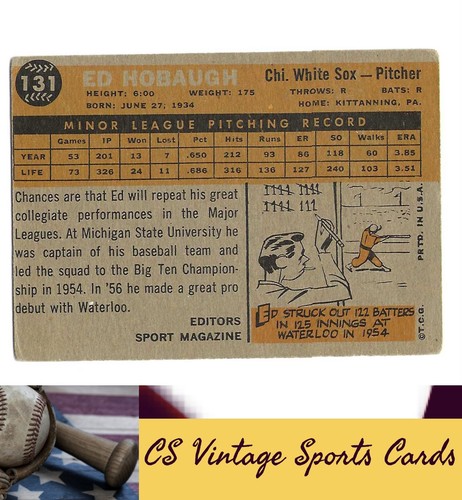 131
ED HOBAUGH
Chi. White Sox — Pitcher
HEIGHT: 6:00 WEIGHT: 175 THROWS: R BATS: R
BORN: JUNE 27, 1934 HOME: KITTANNING, PA.
MINOR LEAGUE PITCHING RECORD
Games IP Won Lost Pct Hits Runs ER SO Walks ERA
YEAR 53 201 13 7 .650 212 93 86 118 60 3.85
LIFE 73 326 24 11 .686 316 136 127 240 103 3.51
Chances are that Ed will repeat his great
collegiate performances in the Major
Leagues. At Michigan State University he
was captain of his baseball team and
led the squad to the Big Ten Champion-
ship in 1954. In '56 he made a great pro
debut with Waterloo.
EDITORS
SPORT MAGAZINE
ED STRUCK OUT 122 BATTERS
IN 125 INNINGS AT
WATERLOO IN 1954
©T.C.G. PRTD. IN U.S.A.
CS Vintage Sports Cards